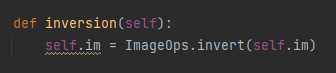 def inversion(self):
    self.im = ImageOps.invert(self.im)